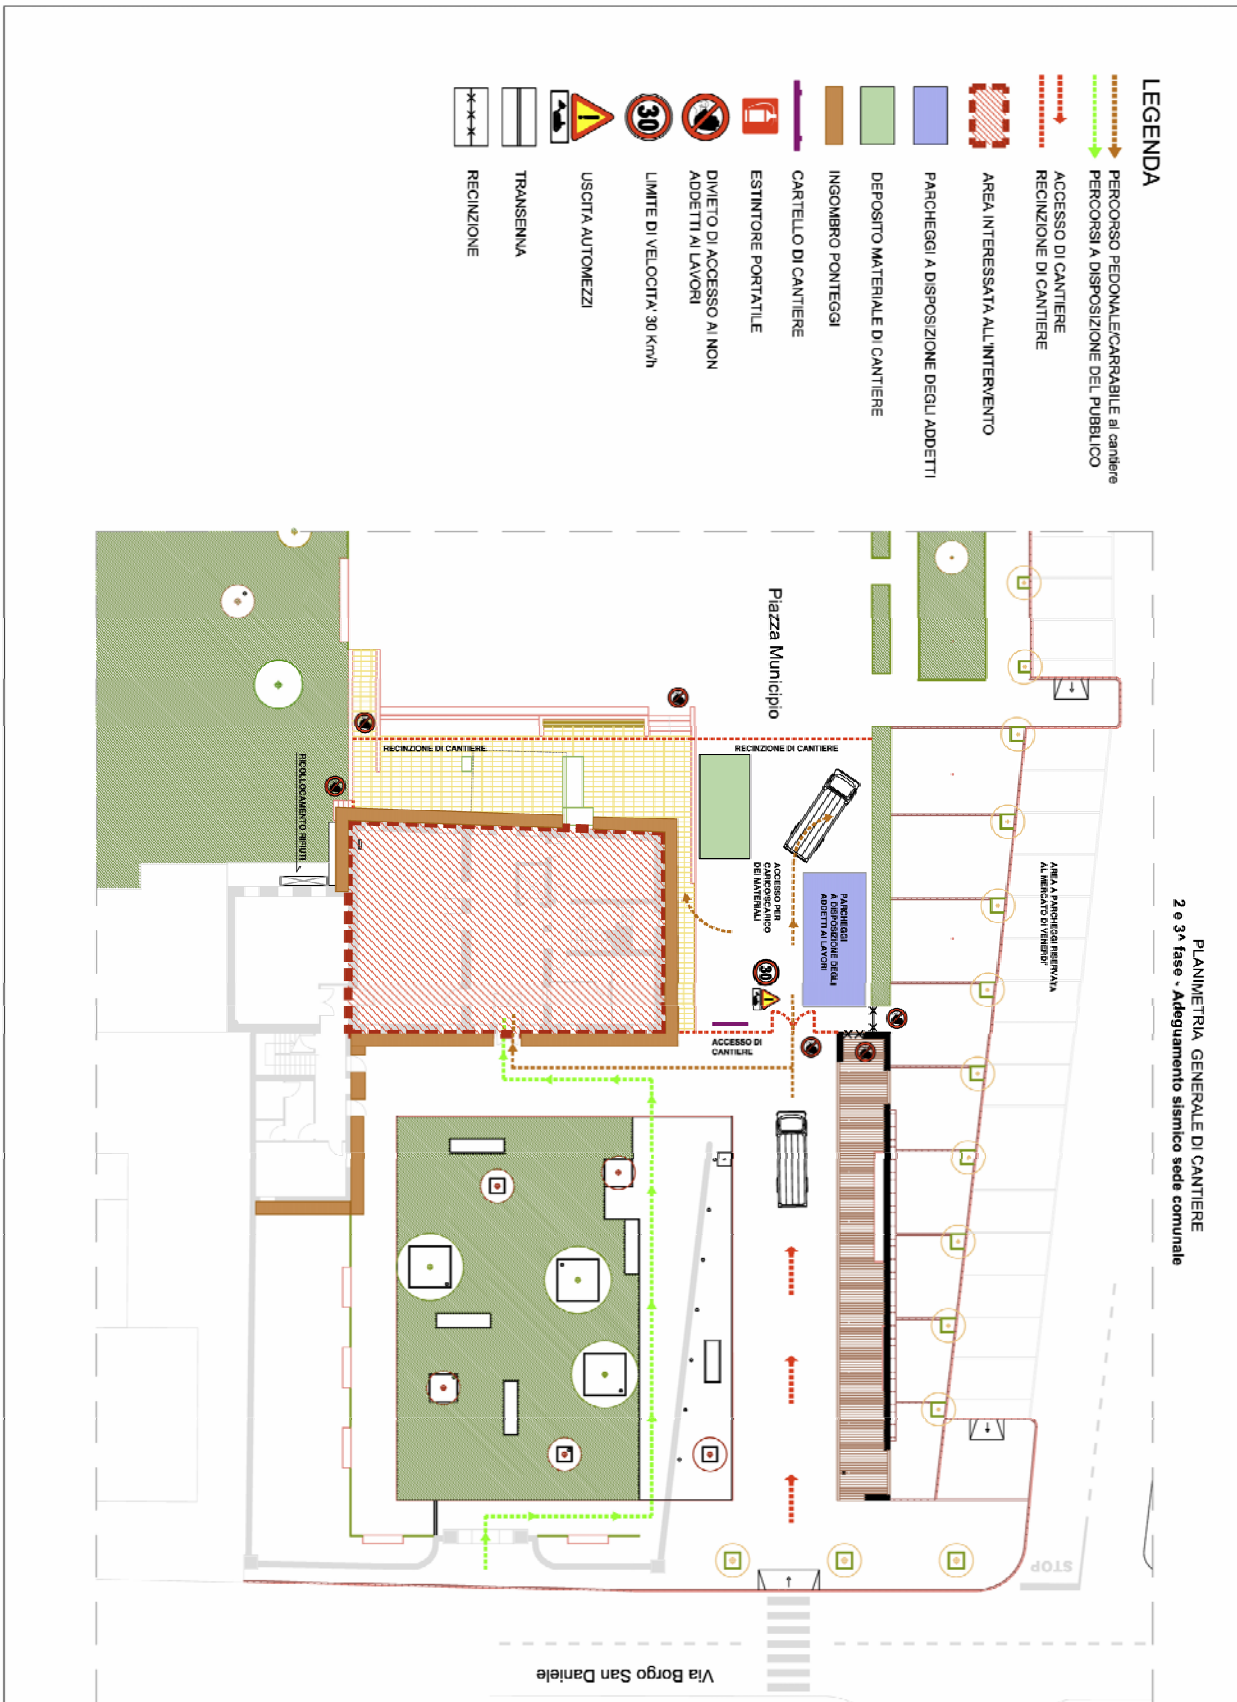 LEGENDA
PERCORSO PEDONALE/CARRABILE al cantiere
PERCORSI A DISPOSIZIONE DEL PUBBLICO
ACCESSO DI CANTIERE
RECINZIONE DI CANTIERE
AREA INTERESSATA ALL'INTERVENTO
PARCHEGGI A DISPOSIZIONE DEGLI ADDETTI
DEPOSITO MATERIALE DI CANTIERE
INGOMBRO PONTEGGI
CARTELLO DI CANTIERE
ESTINTORE PORTATILE
DIVIETO DI ACCESSO AI NON
ADDETTI AI LAVORI
30
LIMITE DI VELOCITA' 30 Km/h
USCITA AUTOMEZZI
TRANSENNA
RECINZIONE
PLANIMETRIA GENERALE DI CANTIERE
2 e 3^ fase - Adeguamento sismico sede comunale
AREA A PARCHEGGI RISERVATA
AL MERCATO DI VENERDI'
Piazza Municipio
RECINZIONE DI CANTIERE
RECINZIONE DI CANTIERE
PARCHEGGI
A DISPOSIZIONE DEGLI
ADDETTI AI LAVORI
ACCESSO PER
CARICO/SCARICO
DEI MATERIALI
30
ACCESSO DI
CANTIERE
RICOLLOCAMENTO RIFIUTI
STOP
Via Borgo San Daniele